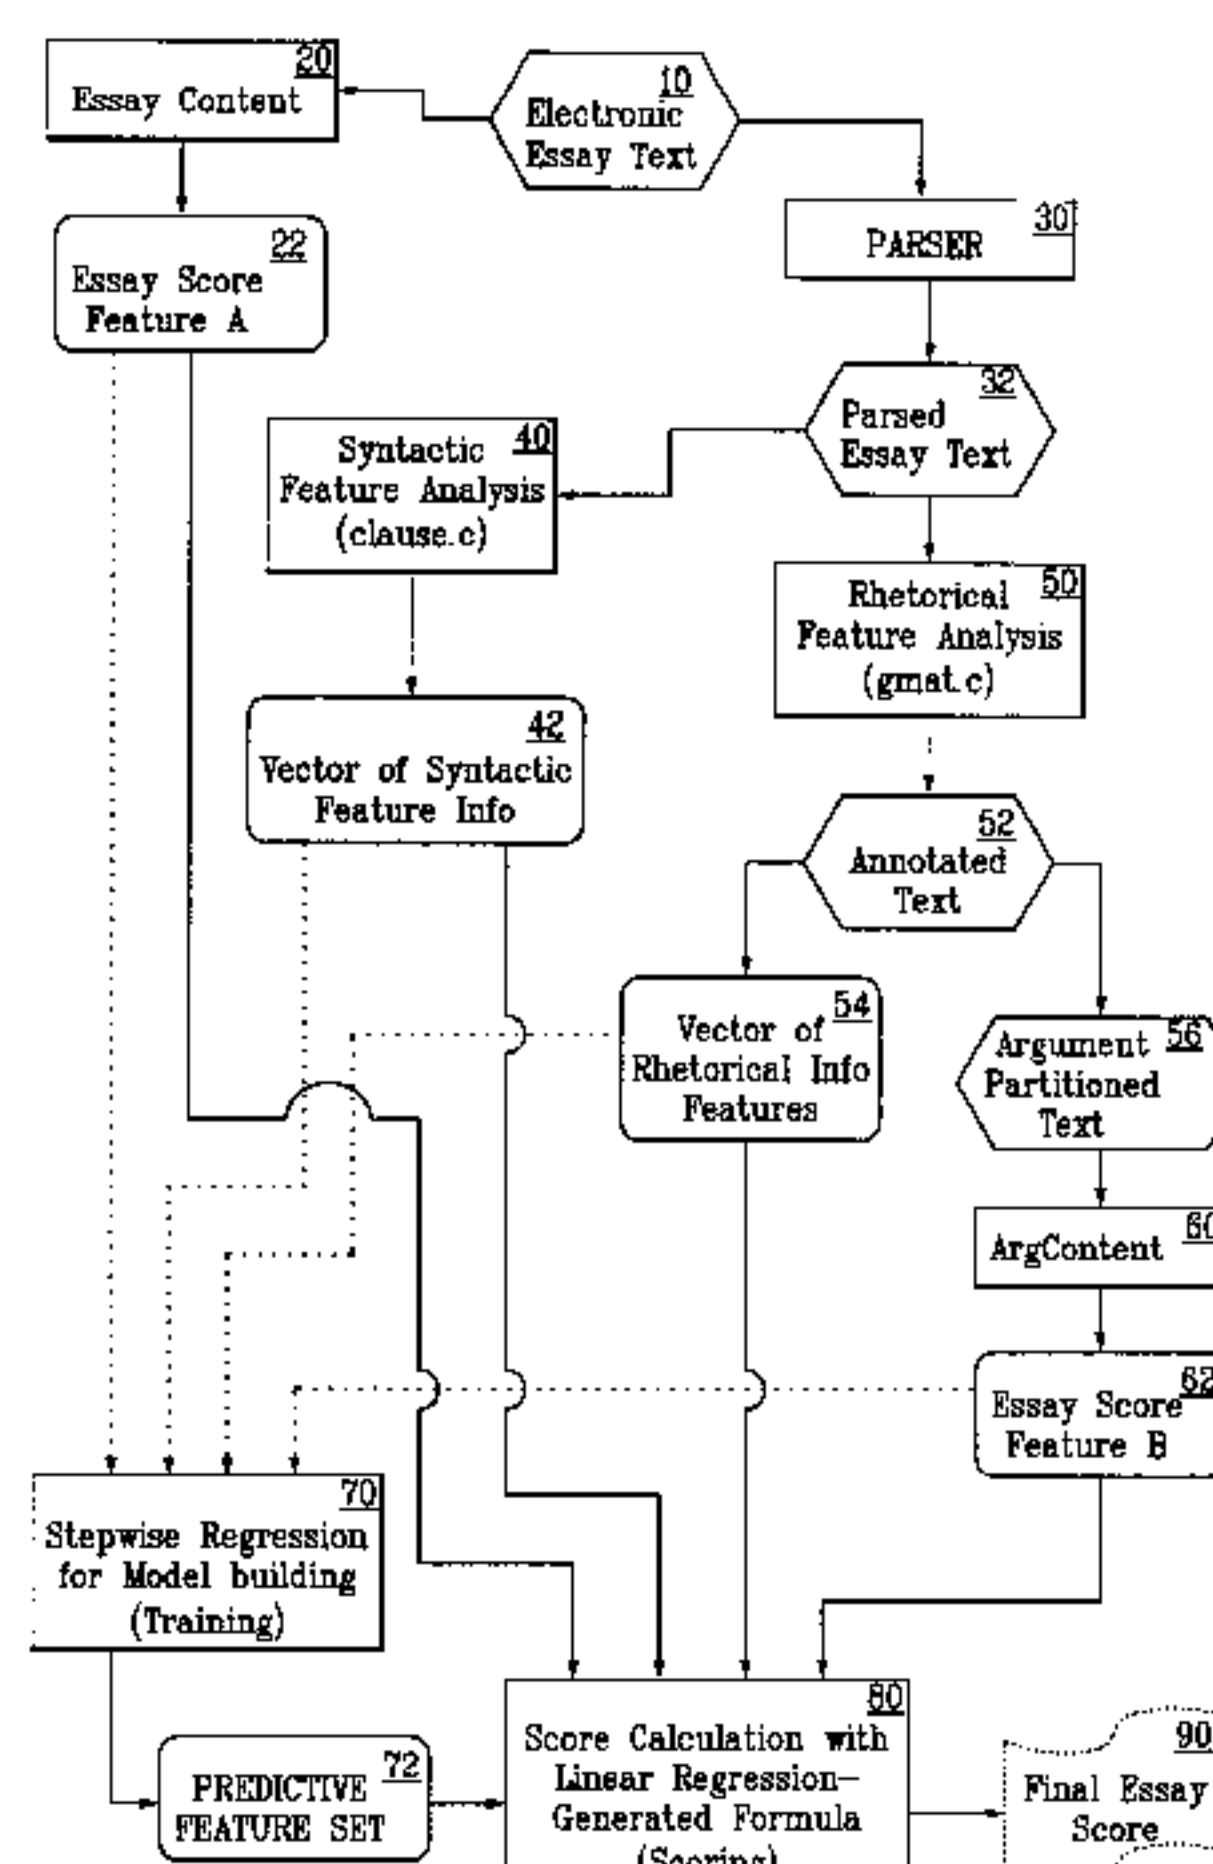 20
Essay Content
10
Electronic
Essay Text
30
PARSER
22
Essay Score
Feature A
32
Parsed
Essay Text
40
Syntactic
Feature Analysis
(clause.c)
50
Rhetorical
Feature Analysis
(gmat.c)
42
Vector of Syntactic
Feature Info
52
Annotated
Text
54
Vector of
Rhetorical Info
Features
56
Argument
Partitioned
Text
60
ArgContent
62
Essay Score
Feature B
70
Stepwise Regression
for Model building
(Training)
72
PREDICTIVE
FEATURE SET
80
Score Calculation with
Linear Regression-
Generated Formula
(Scoring)
90
Final Essay
Score